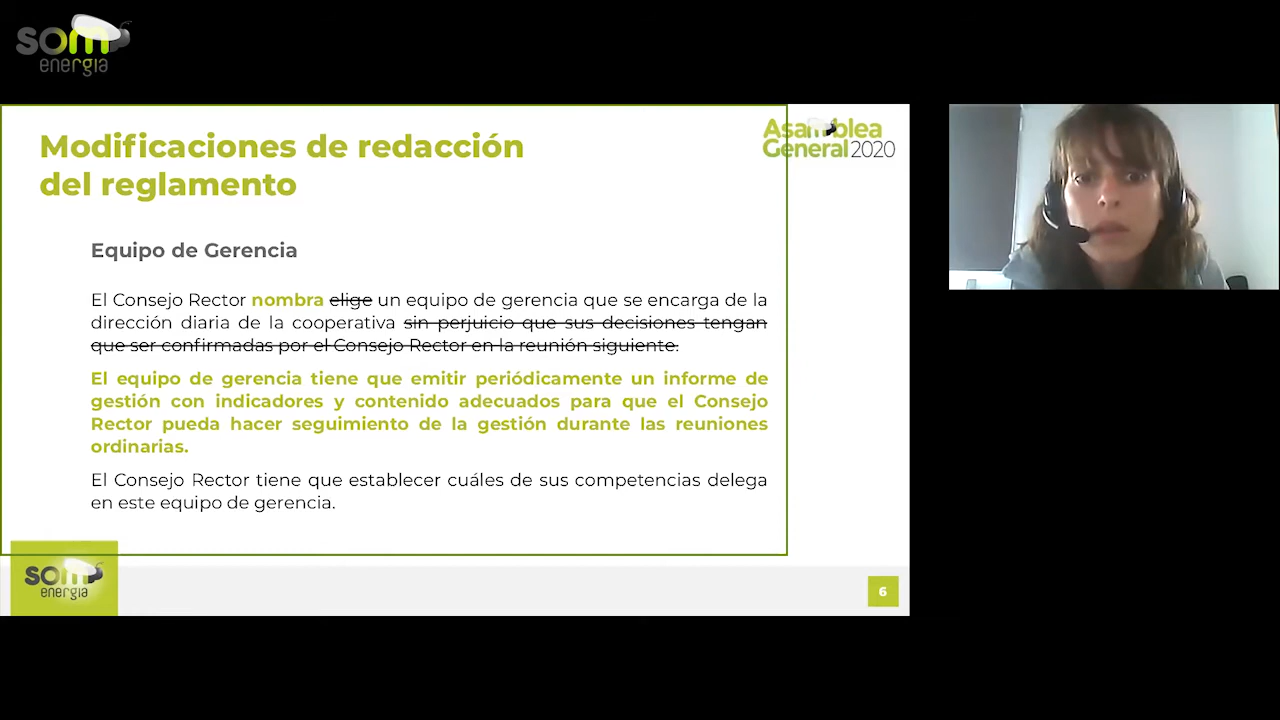 som
energia
Modificaciones de redacción
del reglamento
Asamblea
General 2020
Equipo de Gerencia
El Consejo Rector nombra elige un equipo de gerencia que se encarga de la
dirección diaria de la cooperativa sin perjuicio que sus decisiones tengan
que ser confirmadas por el Consejo Rector en la reunión siguiente.
El equipo de gerencia tiene que emitir periódicamente un informe de
gestión con indicadores y contenido adecuados para que el Consejo
Rector pueda hacer seguimiento de la gestión durante las reuniones
ordinarias.
El Consejo Rector tiene que establecer cuáles de sus competencias delega
en este equipo de gerencia.
som
energia
6